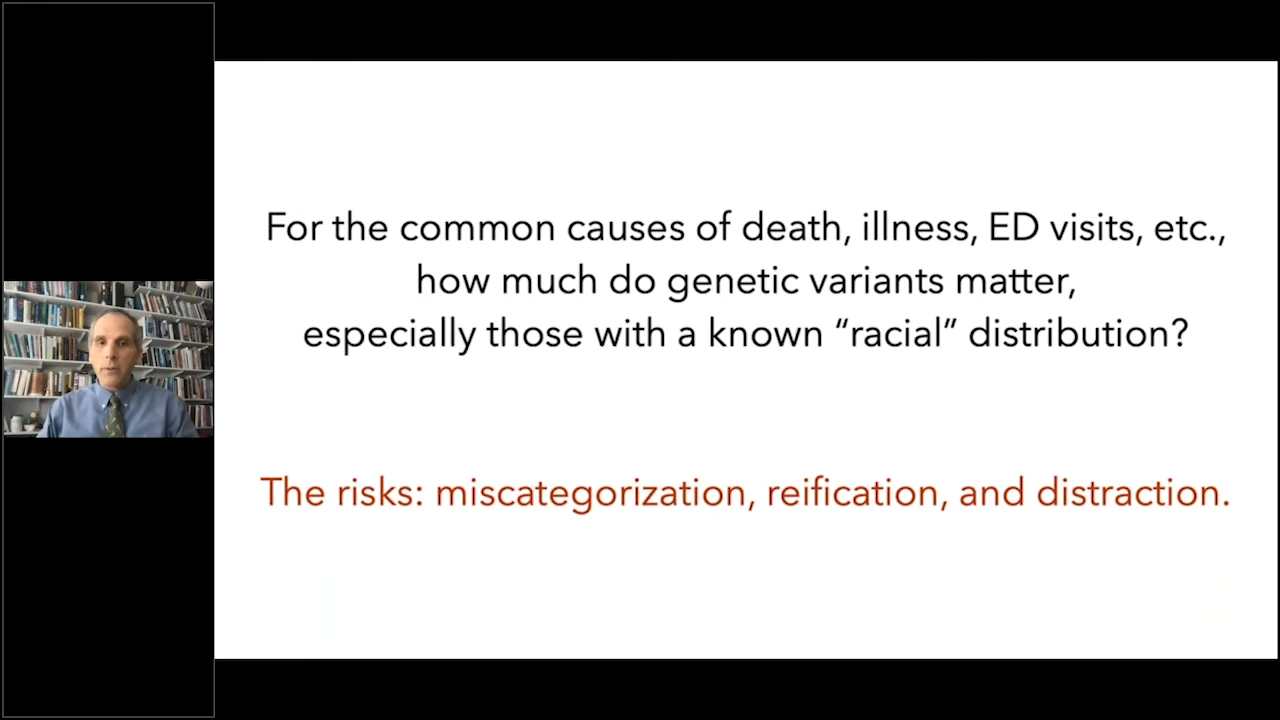 For the common causes of death, illness, ED visits, etc.,
how much do genetic variants matter,
especially those with a known “racial” distribution?
The risks: miscategorization, reification, and distraction.